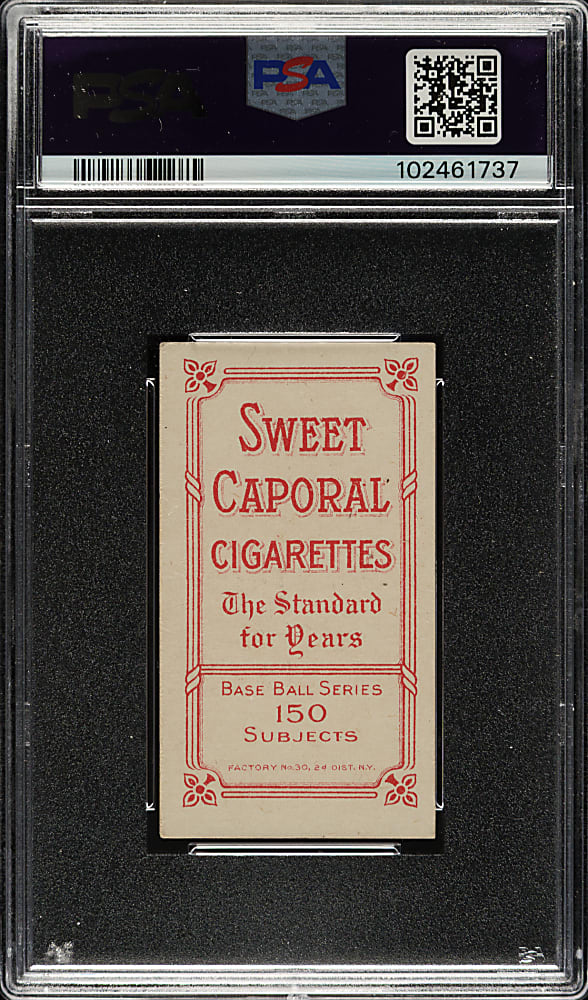 PSA
PSA
102461737
SWEET
CAPORAL
CIGARETTES
The Standard
for Years
BASE BALL SERIES
150
SUBJECTS
FACTORY No. 30, 2d DIST. N.Y.